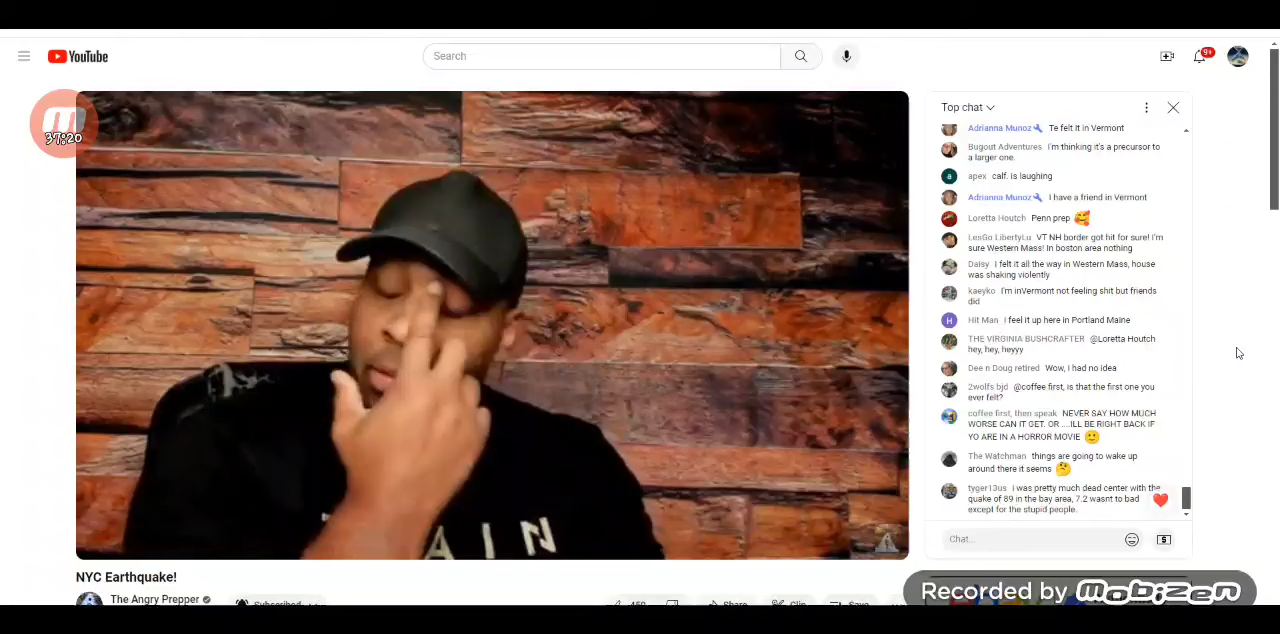 YouTube
Search
9+
37:20
Top chat
Adrianna Munoz Te felt it in Vermont
Bugout Adventures I'm thinking it's a precursor to
a larger one.
a
apex calf. is laughing
Adrianna Munoz I have a friend in Vermont
Loretta Houtch Penn prep 🥰
LesGo LibertyLu VT NH border got hit for sure! I'm
sure Western Mass! In boston area nothing
Daisy I felt it all the way in Western Mass, house
was shaking violently
kaeyko I'm inVermont not feeling shit but friends
did
H
Hit Man I feel it up here in Portland Maine
THE VIRGINIA BUSHCRAFTER @Loretta Houtch
hey, hey, heyyy
Dee n Doug retired Wow, I had no idea
2wolfs bjd @coffee first, is that the first one you
ever felt?
coffee first, then speak NEVER SAY HOW MUCH
WORSE CAN IT GET. OR ....ILL BE RIGHT BACK IF
YO ARE IN A HORROR MOVIE 🙂
The Watchman things are going to wake up
around there it seems 🤔
tyger13us i was pretty much dead center with the
quake of 89 in the bay area, 7.2 wasnt to bad
except for the stupid people.
Chat...
AIN
NYC Earthquake!
The Angry Prepper
Subscribed
459
Share
Clip
Save
Recorded by mobizen